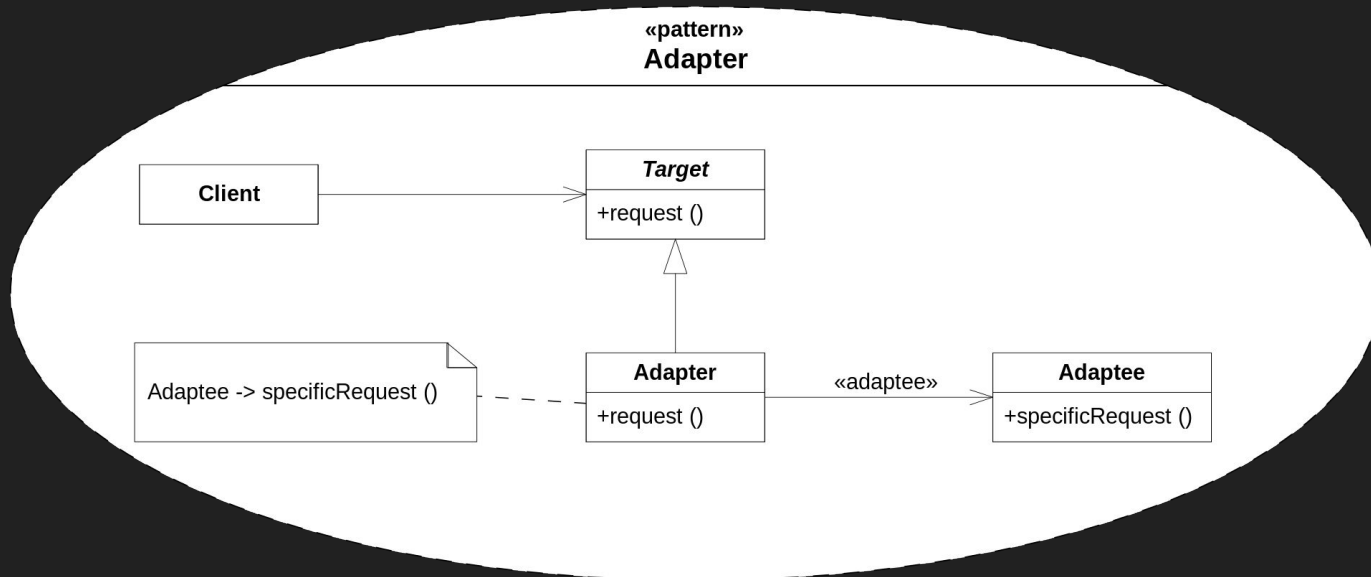 «pattern»
Adapter
Client
Target
+request ()
Adaptee -> specificRequest ()
Adapter
+request ()
«adaptee»
Adaptee
+specificRequest ()